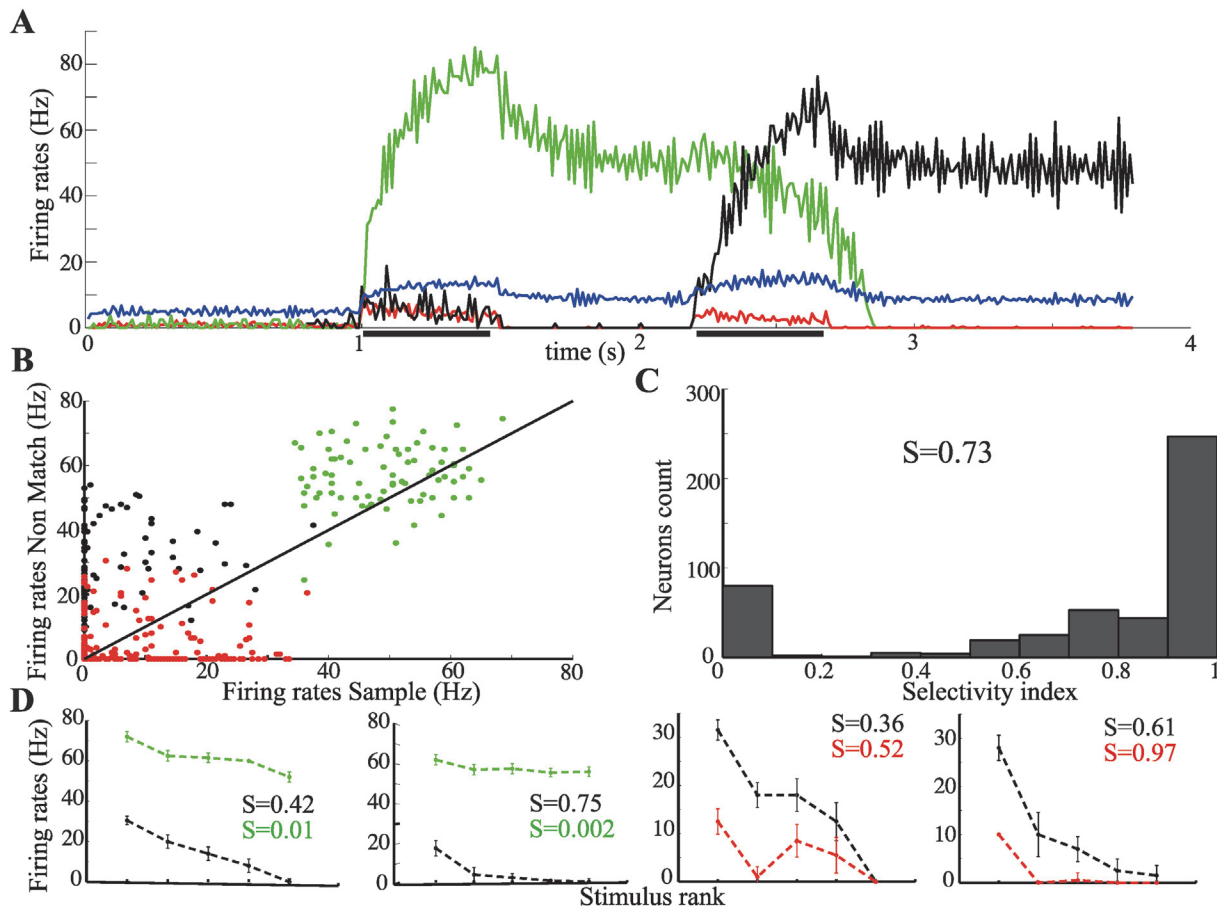 A
Firing rates (Hz)
80
60
40
20
0
0
1
2
3
4
time (s)
B
Firing rates Non Match (Hz)
80
60
40
20
0
0
20
40
60
80
Firing rates Sample (Hz)
C
Neurons count
300
200
100
0
S=0.73
0
0.2
0.4
0.6
0.8
1
Selectivity index
D
Firing rates (Hz)
80
60
40
20
0
S=0.42
S=0.01
80
60
40
20
0
S=0.75
S=0.002
30
20
10
0
S=0.36
S=0.52
30
20
10
0
S=0.61
S=0.97
Stimulus rank